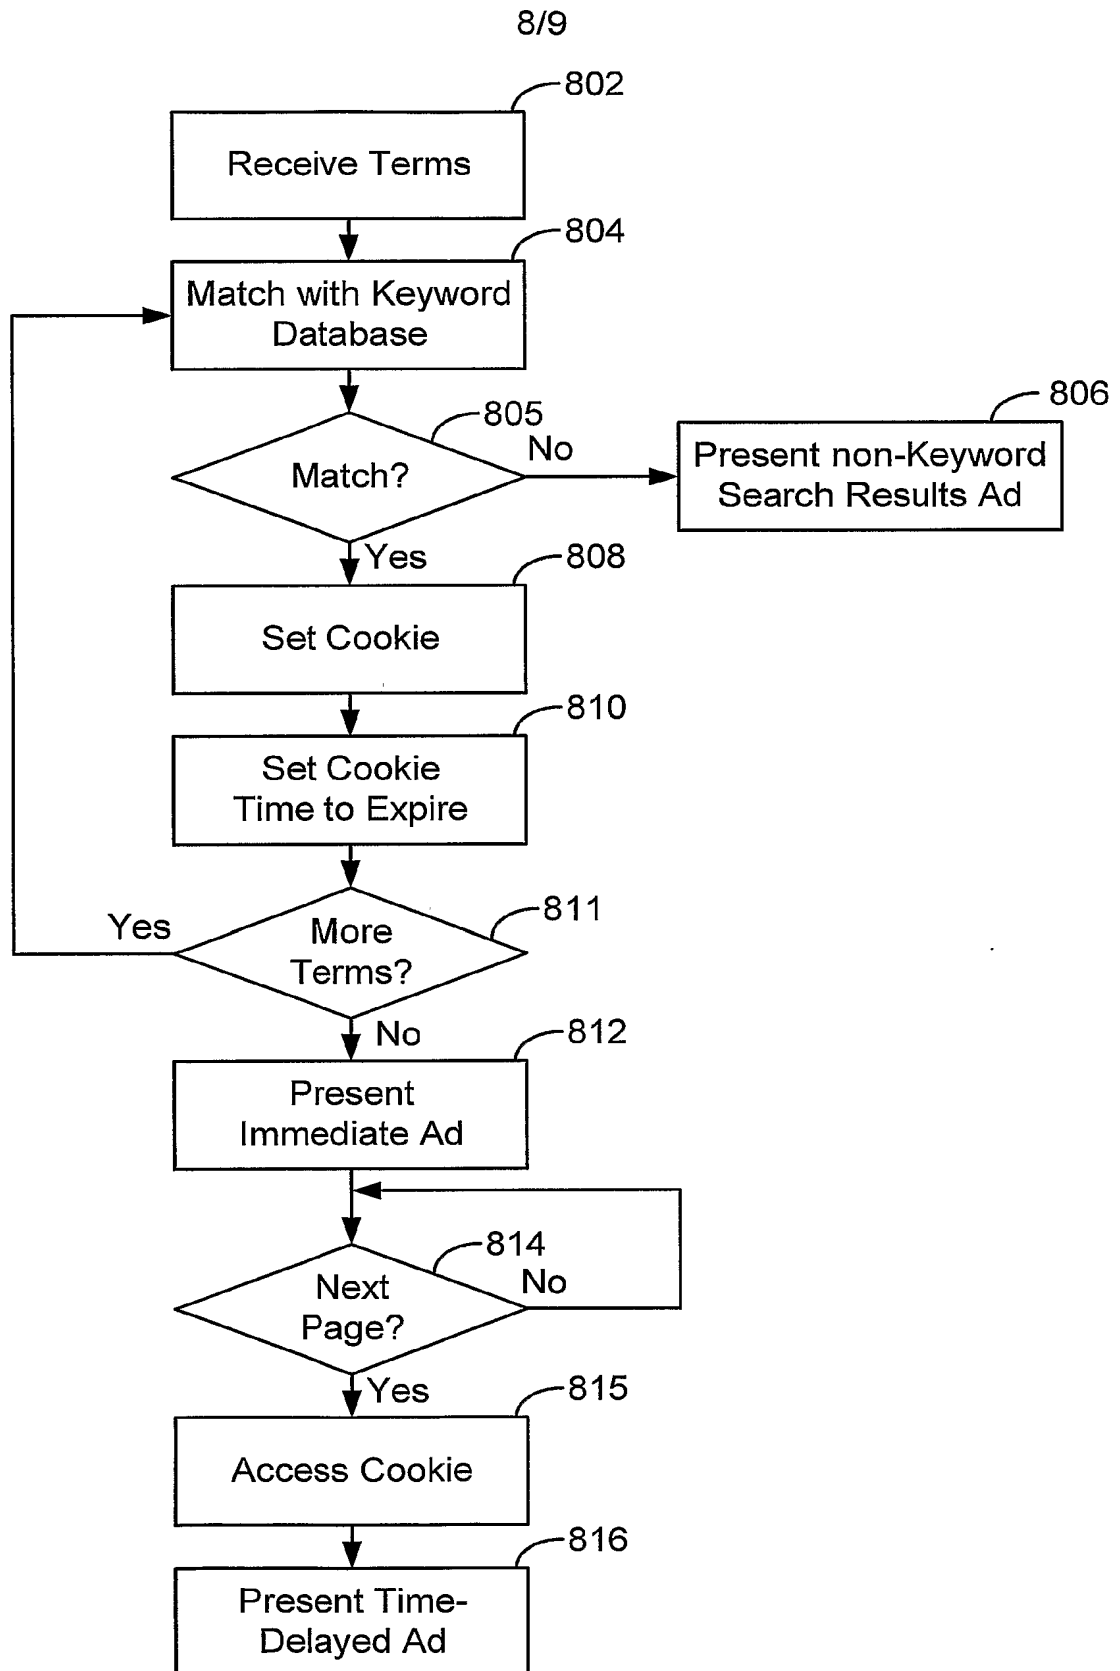 8/9
802
Receive Terms
804
Match with Keyword
Database
805
Match?
No
806
Present non-Keyword
Search Results Ad
Yes
808
Set Cookie
810
Set Cookie
Time to Expire
811
Yes
More
Terms?
No
812
Present
Immediate Ad
814
No
Next
Page?
Yes
815
Access Cookie
816
Present Time-
Delayed Ad